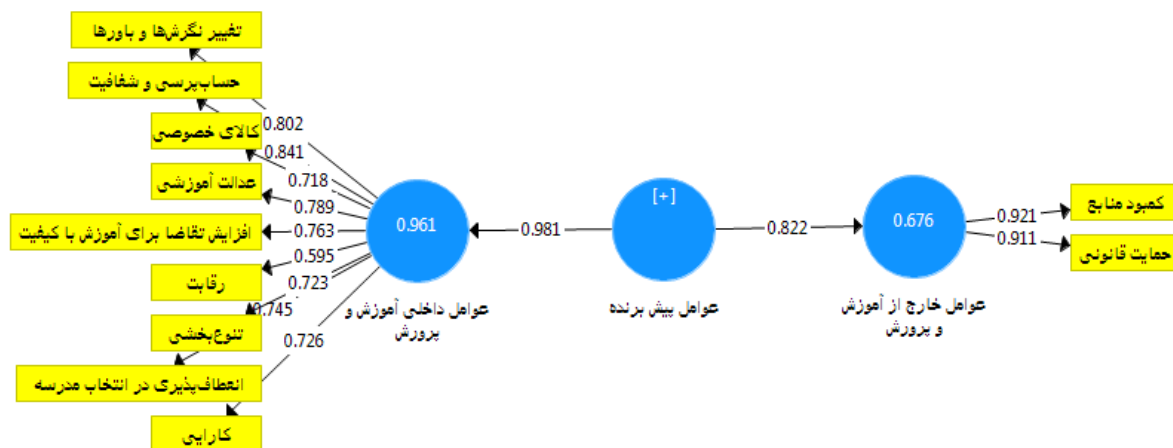 تغییر نگرش‌ها و باورها
حساب‌پرسی و شفافیت
کالای خصوصی
عدالت آموزشی
افزایش تقاضا برای آموزش با کیفیت
رقابت
تنوع‌بخشی
انعطاف‌پذیری در انتخاب مدرسه
کارایی
0.802
0.841
0.718
0.789
0.763
0.595
0.723
0.745
0.726
0.961
عوامل داخلی آموزش و
پرورش
0.981
[+]
عوامل پیش برنده
0.822
0.676
عوامل خارج از آموزش
و پرورش
0.921
0.911
کمبود منابع
حمایت قانونی